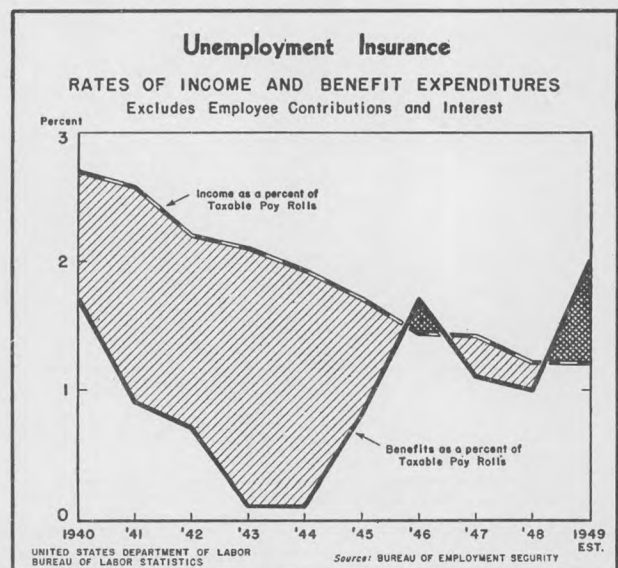 Unemployment Insurance
RATES OF INCOME AND BENEFIT EXPENDITURES
Excludes Employee Contributions and Interest
Percent
3
Income as a percent of
Taxable Pay Rolls
2
1
Benefits as a percent of
Taxable Pay Rolls
0
1940 '41 '42 '43 '44 '45 '46 '47 '48 1949
EST.
UNITED STATES DEPARTMENT OF LABOR
BUREAU OF LABOR STATISTICS
Source: BUREAU OF EMPLOYMENT SECURITY